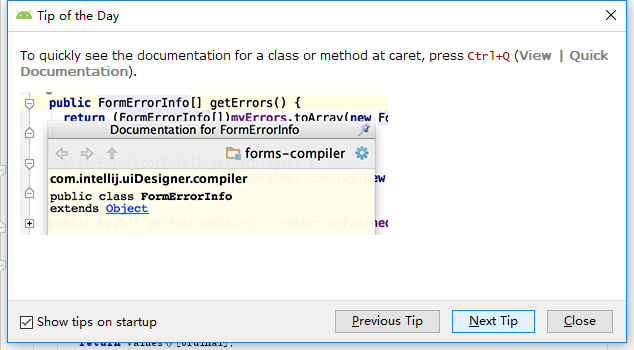 Tip of the Day
To quickly see the documentation for a class or method at caret, press Ctrl+Q (View | Quick
Documentation).
public FormErrorInfo[] getErrors() {
return (FormErrorInfo[])myErrors.toArray(new
Documentation for FormErrorInfo
forms-compiler
com.intellij.uiDesigner.compiler
public class FormErrorInfo
extends Object
Show tips on startup
Previous Tip
Next Tip
Close